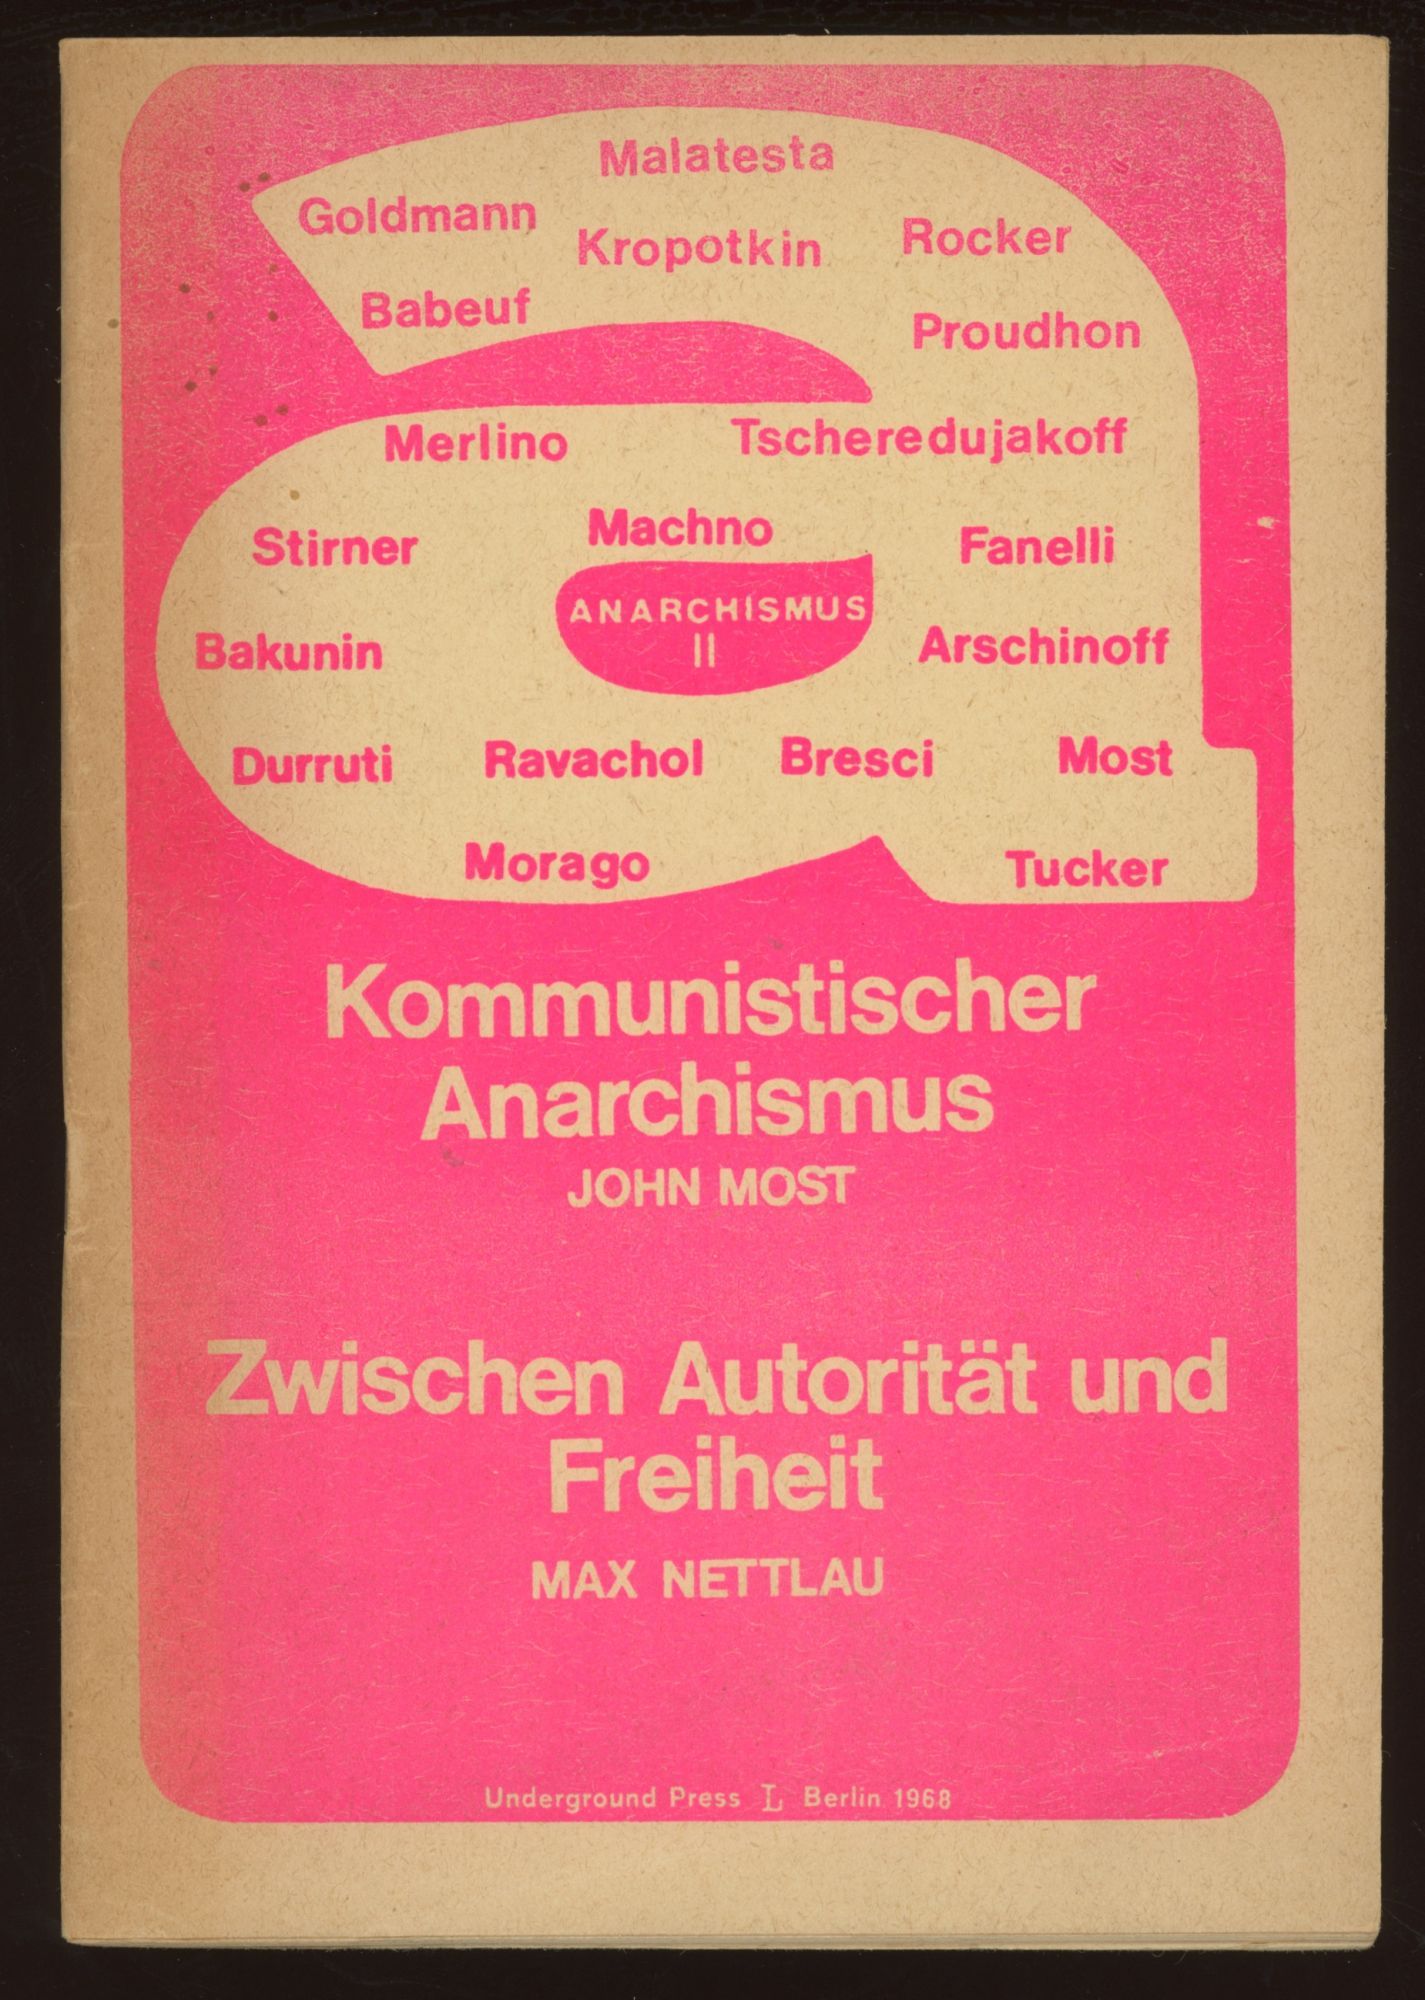 Malatesta
Goldmann
Kropotkin
Rocker
Babeuf
Proudhon
Merlino
Tscheredujakoff
Stirner
Machno
Fanelli
ANARCHISMUS
II
Bakunin
Arschinoff
Durruti
Ravachol
Bresci
Most
Morago
Tucker
Kommunistischer
Anarchismus
JOHN MOST
Zwischen Autorität und
Freiheit
MAX NETTLAU
Underground Press L Berlin 1968